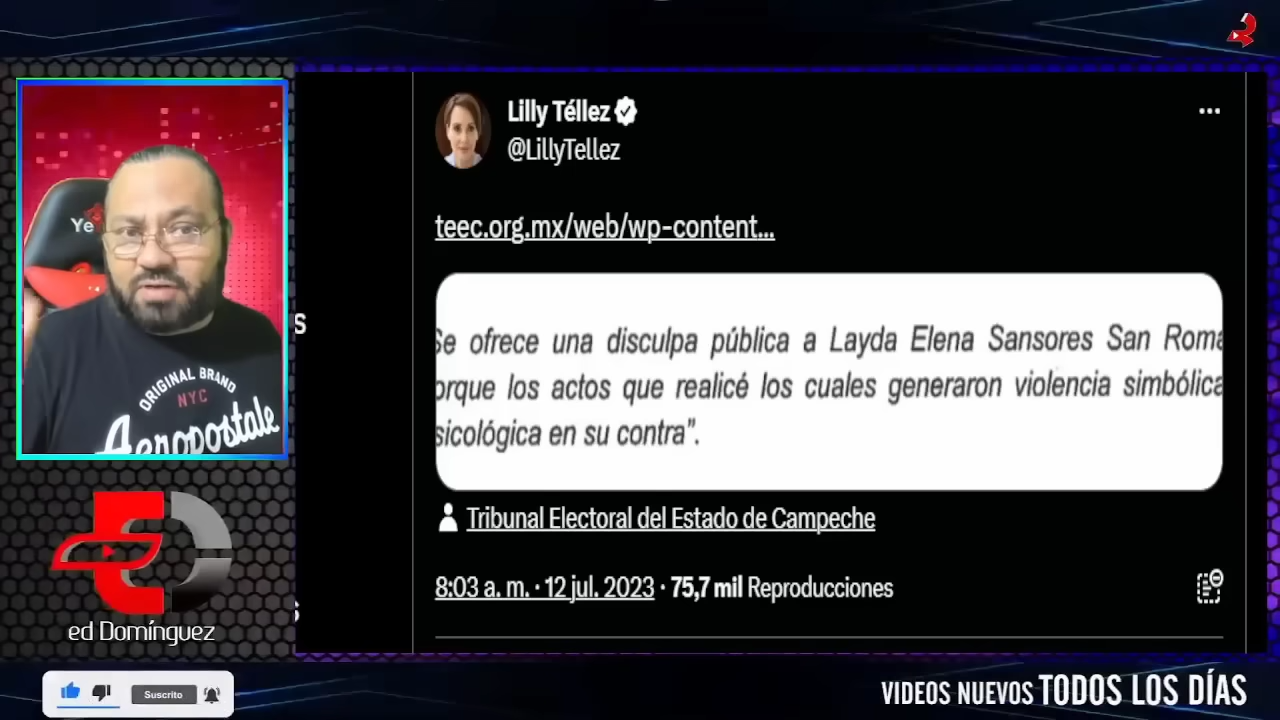 Lilly Téllez
@LillyTellez
teec.org.mx/web/wp-content...
Se ofrece una disculpa pública a Layda Elena Sansores San Roma
orque los actos que realicé los cuales generaron violencia simbólica
sicológica en su contra".
Tribunal Electoral del Estado de Campeche
8:03 a. m. · 12 jul. 2023 · 75,7 mil Reproducciones
Ye
ORIGINAL BRAND
NYC
Aeropostale
S
ed Domínguez
Suscrito
VIDEOS NUEVOS TODOS LOS DÍAS